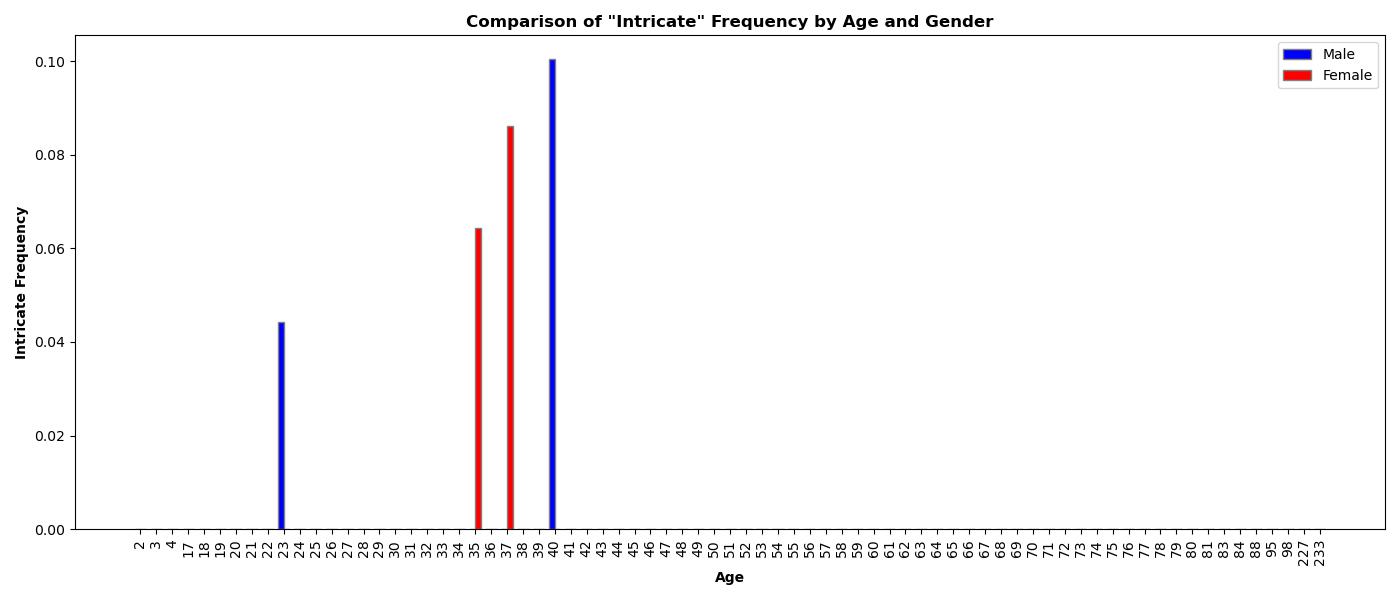 Comparison of "Intricate" Frequency by Age and Gender
Male
Female
Intricate Frequency
0.10
0.08
0.06
0.04
0.02
0.00
2 3 4 17 18 19 20 21 22 23 24 25 26 27 28 29 30 31 32 33 34 35 36 37 38 39 40 41 42 43 44 45 46 47 48 49 50 51 52 53 54 55 56 57 58 59 60 61 62 63 64 65 66 67 68 69 70 71 72 73 74 75 76 77 78 79 80 81 83 84 88 95 98 227 233
Age